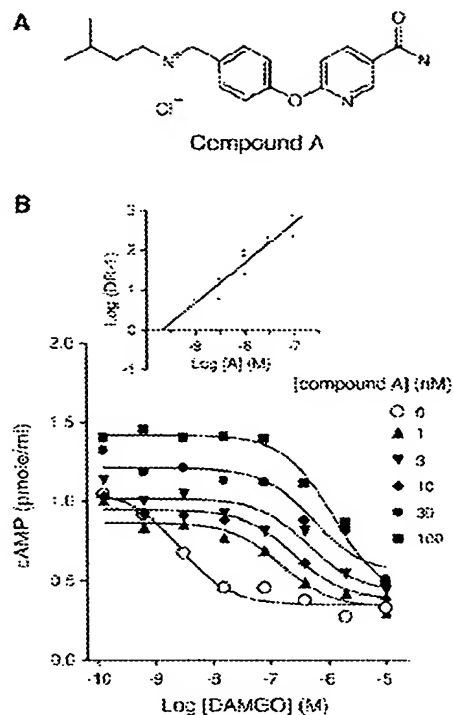 A
O
N⁺
N
Cl⁻
O
N
Compound A
B
3
2
1
0
-1
Log (DR-1)
-9 -8 -7
Log [A] (M)
2.0
1.5
1.0
0.5
0.0
cAMP (pmole/ml)
[compound A] (nM)
0
1
3
10
30
100
-10 -9 -8 -7 -6 -5
Log [DAMGO] (M)